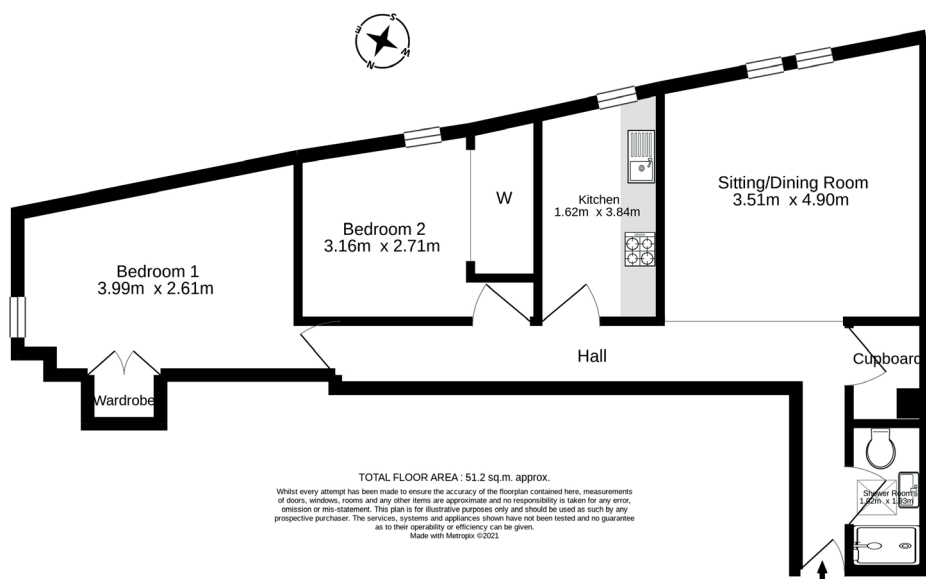 S
E
W
N
Sitting/Dining Room
3.51m x 4.90m
Kitchen
1.62m x 3.84m
W
Bedroom 2
3.16m x 2.71m
Bedroom 1
3.99m x 2.61m
Hall
Cupboard
Wardrobe
Shower Room
1.62m x 1.93m
TOTAL FLOOR AREA : 51.2 sq.m. approx.
Whilst every attempt has been made to ensure the accuracy of the floorplan contained here, measurements
of doors, windows, rooms and any other items are approximate and no responsibility is taken for any error,
omission or mis-statement. This plan is for illustrative purposes only and should be used as such by any
prospective purchaser. The services, systems and appliances shown have not been tested and no guarantee
as to their operability or efficiency can be given.
Made with Metropix ©2021